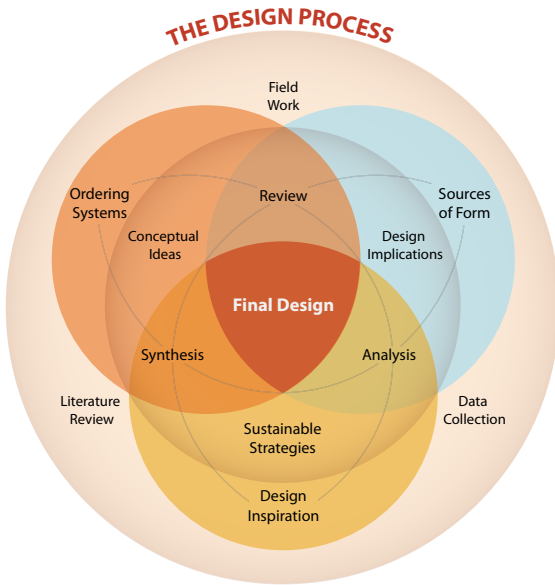 THE DESIGN PROCESS
Field
Work
Ordering
Systems
Review
Sources
of Form
Conceptual
Ideas
Design
Implications
Final Design
Synthesis
Analysis
Literature
Review
Data
Collection
Sustainable
Strategies
Design
Inspiration